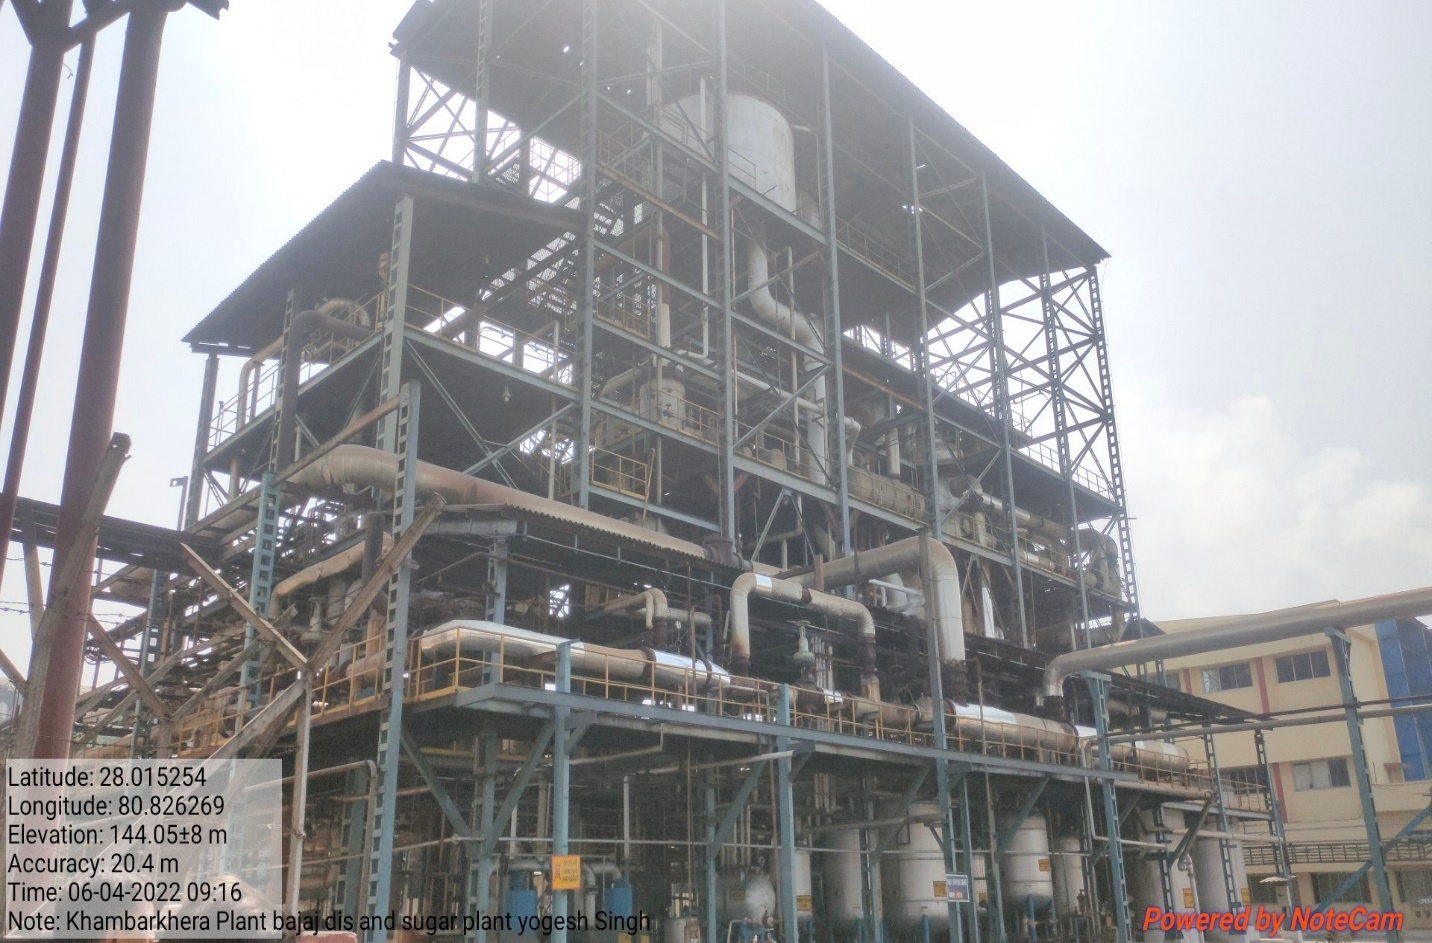 Latitude: 28.015254
Longitude: 80.826269
Elevation: 144.05±8 m
Accuracy: 20.4 m
Time: 06-04-2022 09:16
Note: Khambarkhera Plant bajaj dis and sugar plant yogesh Singh
Powered by NoteCam